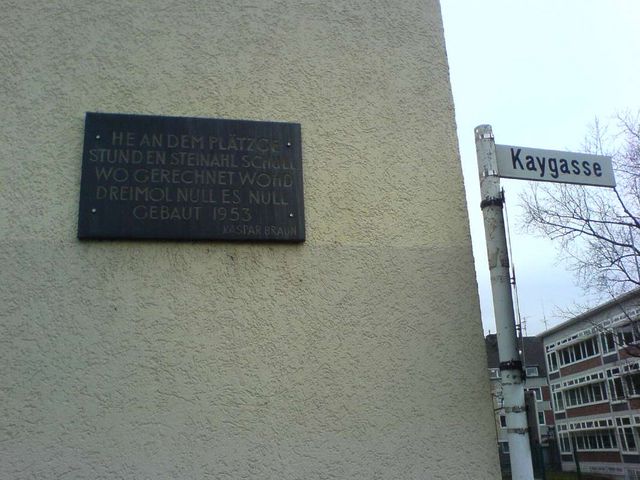 HE AN DEM PLÄTZGE
STUND EN STEINAHL SCHULL
WO GERECHNET WOHD
DREIMOL NULL ES NULL
GEBAUT 1953
KASPAR BRAUN
Kaygasse